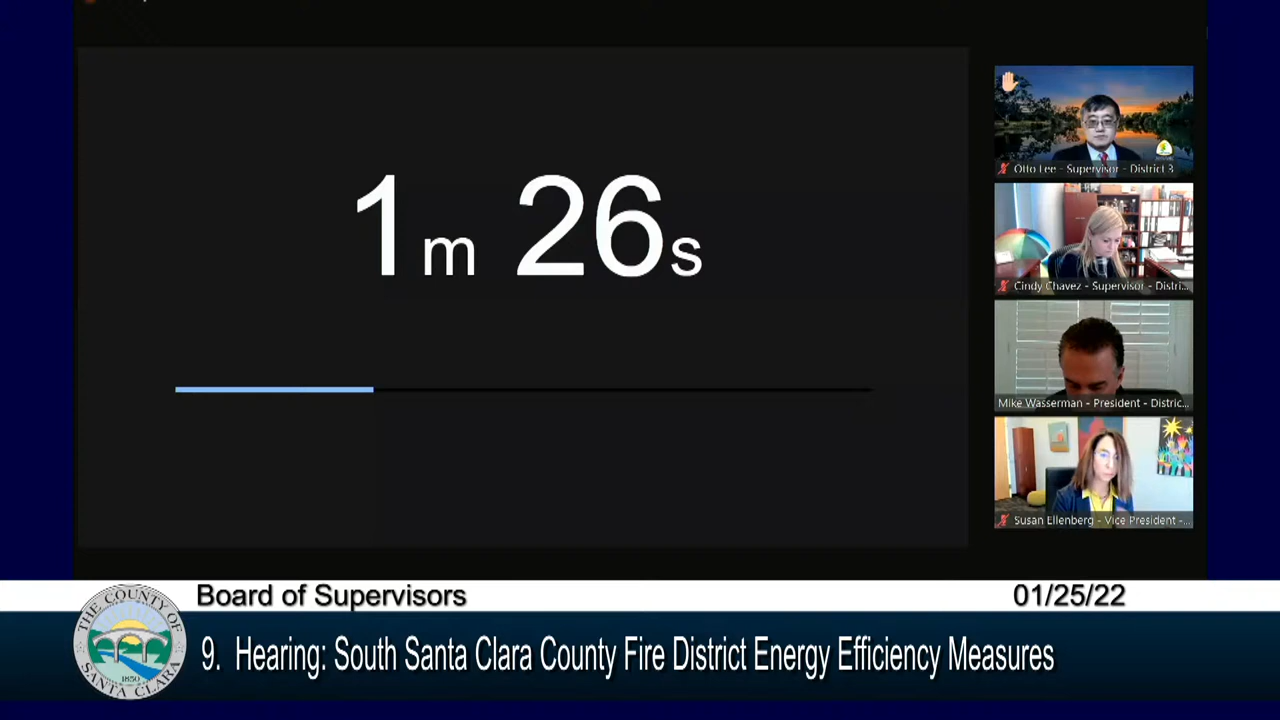 1m 26s
Otto Lee - Supervisor - District 3
Cindy Chavez - Supervisor - Distri...
Mike Wasserman - President - Distric...
Susan Ellenberg - Vice President -...
Board of Supervisors
01/25/22
THE COUNTY OF
SANTA CLARA
1850
9. Hearing: South Santa Clara County Fire District Energy Efficiency Measures